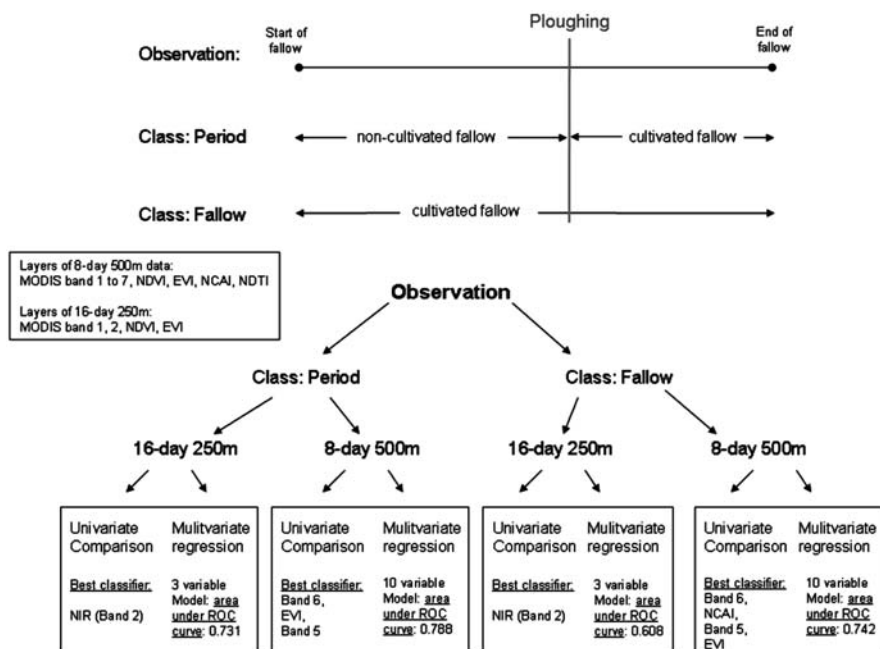 Ploughing
Start of
fallow
End of
fallow
Observation:
Class: Period
non-cultivated fallow
cultivated fallow
Class: Fallow
cultivated fallow
Layers of 8-day 500m data:
MODIS band 1 to 7, NDVI, EVI, NCAI, NDTI
Layers of 16-day 250m:
MODIS band 1, 2, NDVI, EVI
Observation
Class: Period
Class: Fallow
16-day 250m
8-day 500m
16-day 250m
8-day 500m
Univariate
Comparison
Best classifier:
NIR (Band 2)
Mulitvariate
regression
3 variable
Model: area
under ROC
curve: 0.731
Univariate
Comparison
Best classifier:
Band 6,
EVI,
Band 5
Mulitvariate
regression
10 variable
Model: area
under ROC
curve: 0.788
Univariate
Comparison
Best classifier:
NIR (Band 2)
Mulitvariate
regression
3 variable
Model: area
under ROC
curve: 0.608
Univariate
Comparison
Best classifier:
Band 6,
NCAI,
Band 5,
EVI
Mulitvariate
regression
10 variable
Model: area
under ROC
curve: 0.742